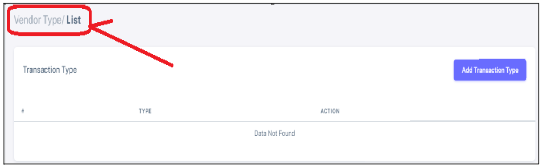 Vendor Type/ List
Transaction Type
Add Transaction Type
# TYPE ACTION
Data Not Found